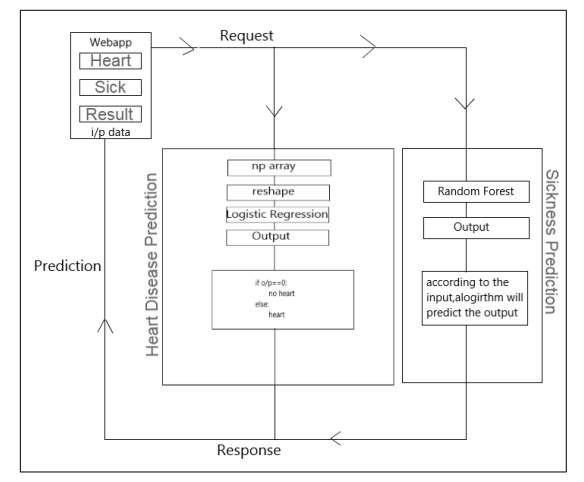 Webapp
Heart
Sick
Result
i/p data
Request
Heart Disease Prediction
np array
reshape
Logistic Regression
Output
if o/p==0:
no heart
else:
heart
Sickness Prediction
Random Forest
Output
according to the
input,alogirthm will
predict the output
Prediction
Response